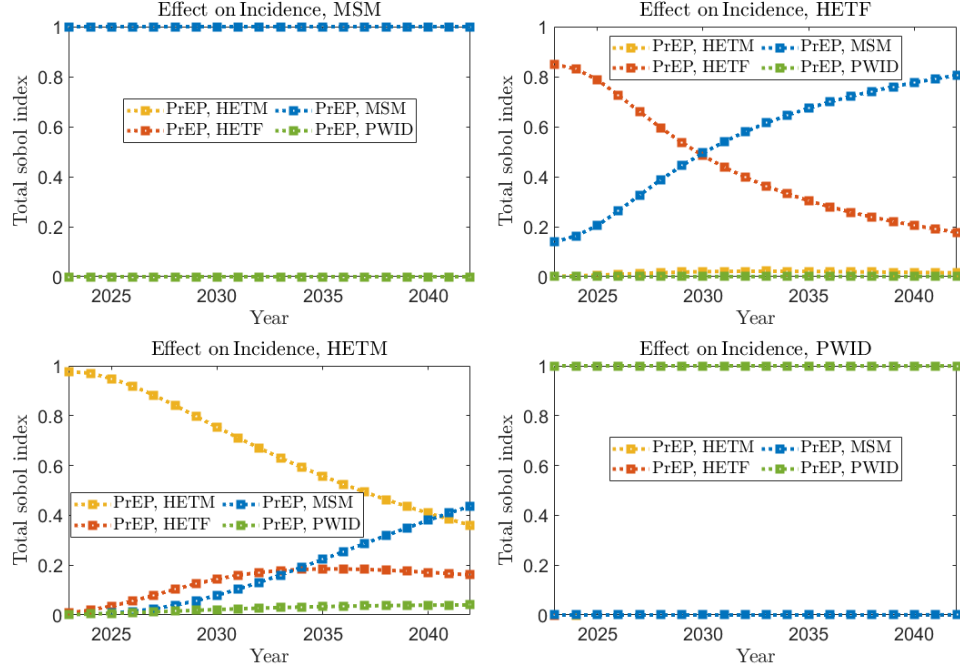 Effect on Incidence, MSM
Total sobol index
1
0.8
0.6
0.4
0.2
0
PrEP, HETM
PrEP, MSM
PrEP, HETF
PrEP, PWID
2025
2030
2035
2040
Year
Effect on Incidence, HETF
Total sobol index
1
0.8
0.6
0.4
0.2
0
PrEP, HETM
PrEP, MSM
PrEP, HETF
PrEP, PWID
2025
2030
2035
2040
Year
Effect on Incidence, HETM
Total sobol index
1
0.8
0.6
0.4
0.2
0
PrEP, HETM
PrEP, MSM
PrEP, HETF
PrEP, PWID
2025
2030
2035
2040
Year
Effect on Incidence, PWID
Total sobol index
1
0.8
0.6
0.4
0.2
0
PrEP, HETM
PrEP, MSM
PrEP, HETF
PrEP, PWID
2025
2030
2035
2040
Year